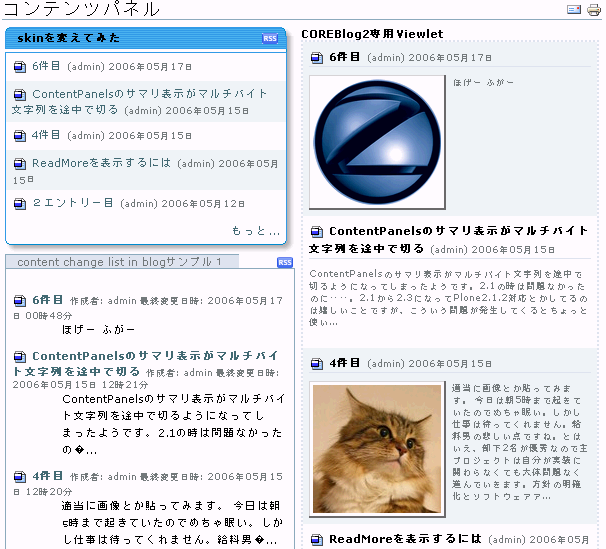 コンテンツパネル
skinを変えてみた
RSS
6件目 (admin) 2006年05月17日
ContentPanelsのサマリ表示がマルチバイト
文字列を途中で切る (admin) 2006年05月15日
4件目 (admin) 2006年05月15日
ReadMoreを表示するには (admin) 2006年05月
15日
２エントリー目 (admin) 2006年05月12日
もっと...
content change list in blogサンプル 1
RSS
6件目 作成者: admin 最終変更日時: 2006年05月17
日 00時48分
ほげー ふがー
ContentPanelsのサマリ表示がマルチバイ
ト文字列を途中で切る 作成者: admin 最終変更日時:
2006年05月15日 12時21分
ContentPanelsのサマリ表示がマルチバイ
ト文字列を途中で切るようになってし
まったようです。2.1の時は問題なかった
の�...
4件目 作成者: admin 最終変更日時: 2006年05月15
日 12時20分
適当に画像とか貼ってみます。 今日は朝
5時まで起きていたのでめちゃ眠い。しか
し仕事は待ってくれません。給料男�...
COREBlog2専用Viewlet
6件目 (admin) 2006年05月17日
ほげー ふがー
ContentPanelsのサマリ表示がマルチバイト
文字列を途中で切る (admin) 2006年05月15日
ContentPanelsのサマリ表示がマルチバイト文字列を途中で
切るようになってしまったようです。2.1の時は問題なかった
のに‥‥。2.1から2.3になってPlone2.1.2対応とかしてるの
は嬉しいことですが、こういう問題が発生してくるとちょっと
使い...
4件目 (admin) 2006年05月15日
適当に画像とか貼ってみま
す。 今日は朝5時まで起きて
いたのでめちゃ眠い。しかし
仕事は待ってくれません。給
料男の悲しい点ですね。とは
いえ、部下2名が優秀なので主
プロジェクトは自分が実装に
関わらなくても大体問題なく
進んでいきます。方針の明確
化とソフトウェアア...
ReadMoreを表示するには (admin) 2006年05月